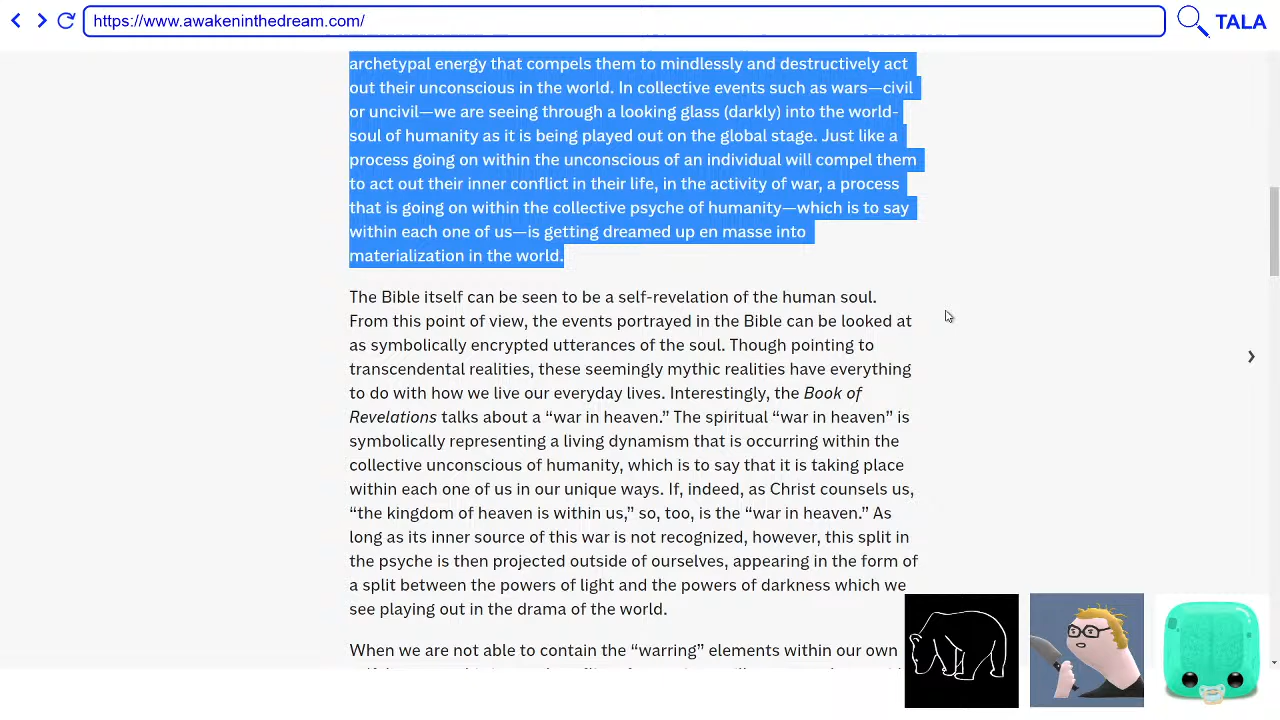 https://www.awakeninthedream.com/
TALA
archetypal energy that compels them to mindlessly and destructively act
out their unconscious in the world. In collective events such as wars—civil
or uncivil—we are seeing through a looking glass (darkly) into the world-
soul of humanity as it is being played out on the global stage. Just like a
process going on within the unconscious of an individual will compel them
to act out their inner conflict in their life, in the activity of war, a process
that is going on within the collective psyche of humanity—which is to say
within each one of us—is getting dreamed up en masse into
materialization in the world.
The Bible itself can be seen to be a self-revelation of the human soul.
From this point of view, the events portrayed in the Bible can be looked at
as symbolically encrypted utterances of the soul. Though pointing to
transcendental realities, these seemingly mythic realities have everything
to do with how we live our everyday lives. Interestingly, the Book of
Revelations talks about a “war in heaven.” The spiritual “war in heaven” is
symbolically representing a living dynamism that is occurring within the
collective unconscious of humanity, which is to say that it is taking place
within each one of us in our unique ways. If, indeed, as Christ counsels us,
“the kingdom of heaven is within us,” so, too, is the “war in heaven.” As
long as its inner source of this war is not recognized, however, this split in
the psyche is then projected outside of ourselves, appearing in the form of
a split between the powers of light and the powers of darkness which we
see playing out in the drama of the world.
When we are not able to contain the “warring” elements within our own